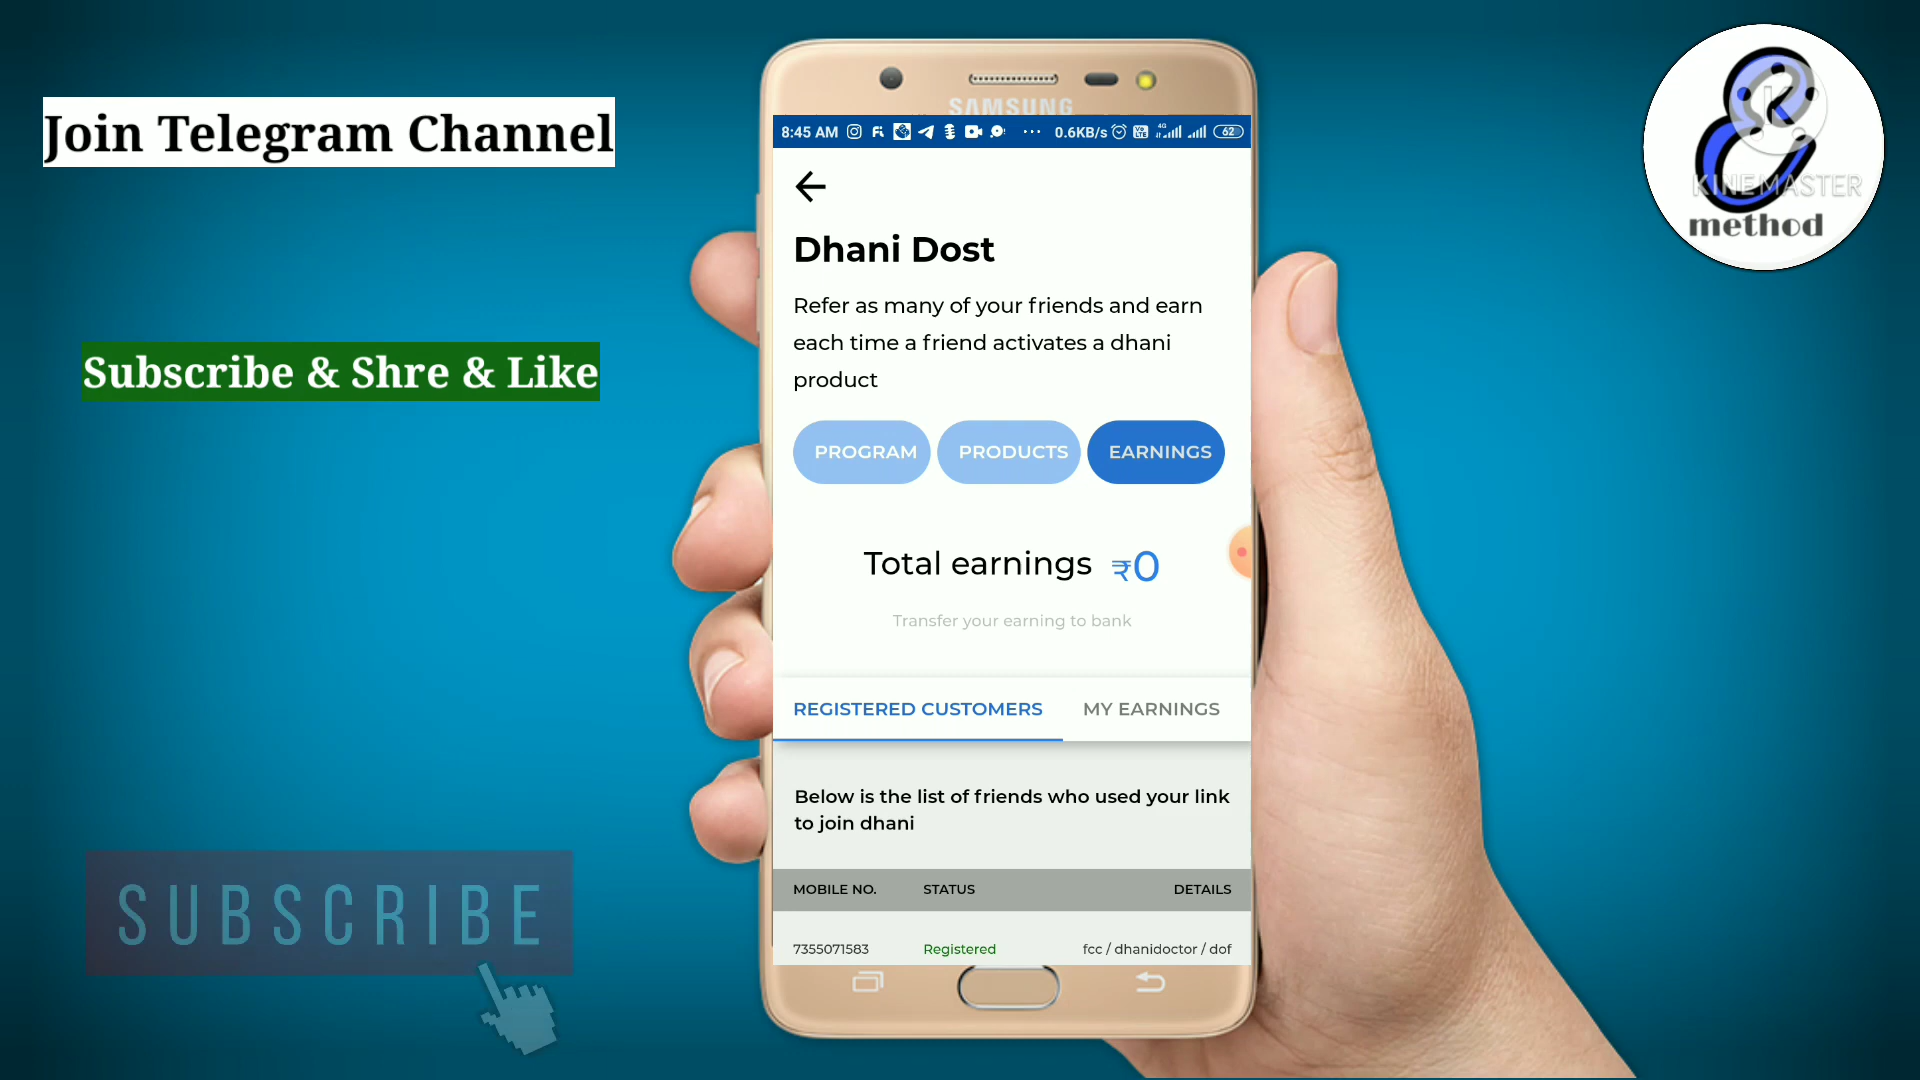 Join Telegram Channel
Subscribe & Shre & Like
SUBSCRIBE
SAMSUNG
8:45 AM
0.6KB/s
4G
62
Dhani Dost
Refer as many of your friends and earn
each time a friend activates a dhani
product
PROGRAM PRODUCTS EARNINGS
Total earnings ₹0
Transfer your earning to bank
REGISTERED CUSTOMERS MY EARNINGS
Below is the list of friends who used your link
to join dhani
MOBILE NO. STATUS DETAILS
7355071583 Registered fcc / dhanidoctor / dof
K
KINEMASTER
method